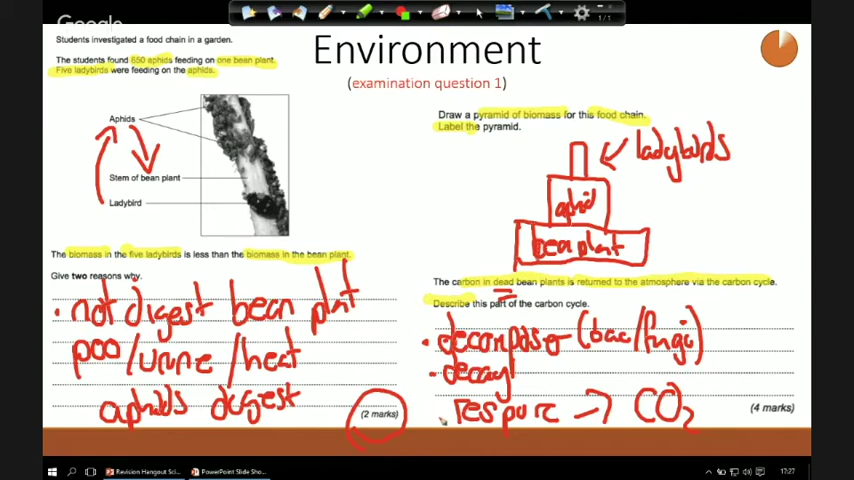 Google
1 / 1
Environment
(examination question 1)
Students investigated a food chain in a garden.
The students found 650 aphids feeding on one bean plant.
Five ladybirds were feeding on the aphids.
Aphids
Stem of bean plant
Ladybird
The biomass in the five ladybirds is less than the biomass in the bean plant.
Give two reasons why.
• not digest bean plant
poo/urine/heat
aphids digest
(2 marks)
Draw a pyramid of biomass for this food chain.
Label the pyramid.
ladybirds
aphid
bean plant
The carbon in dead bean plants is returned to the atmosphere via the carbon cycle.
Describe this part of the carbon cycle.
• decomposer (bac/fungi)
• decay
respire → CO2
(4 marks)
Revision Hangout Sci...
PowerPoint Slide Sho...
17:27